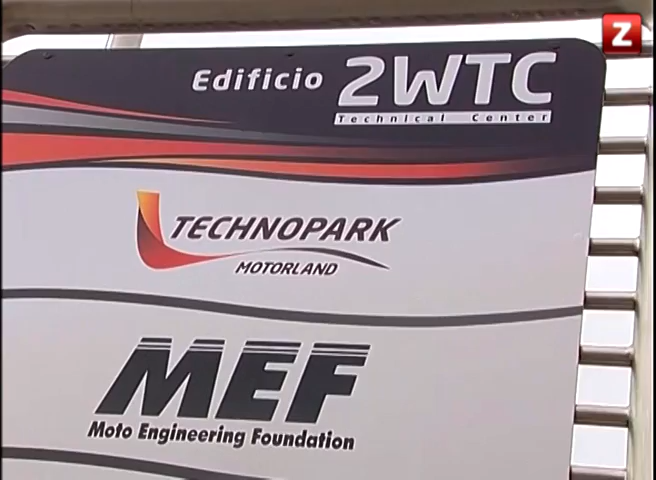 Z
Edificio 2WTC
Technical Center
TECHNOPARK
MOTORLAND
MEF
Moto Engineering Foundation